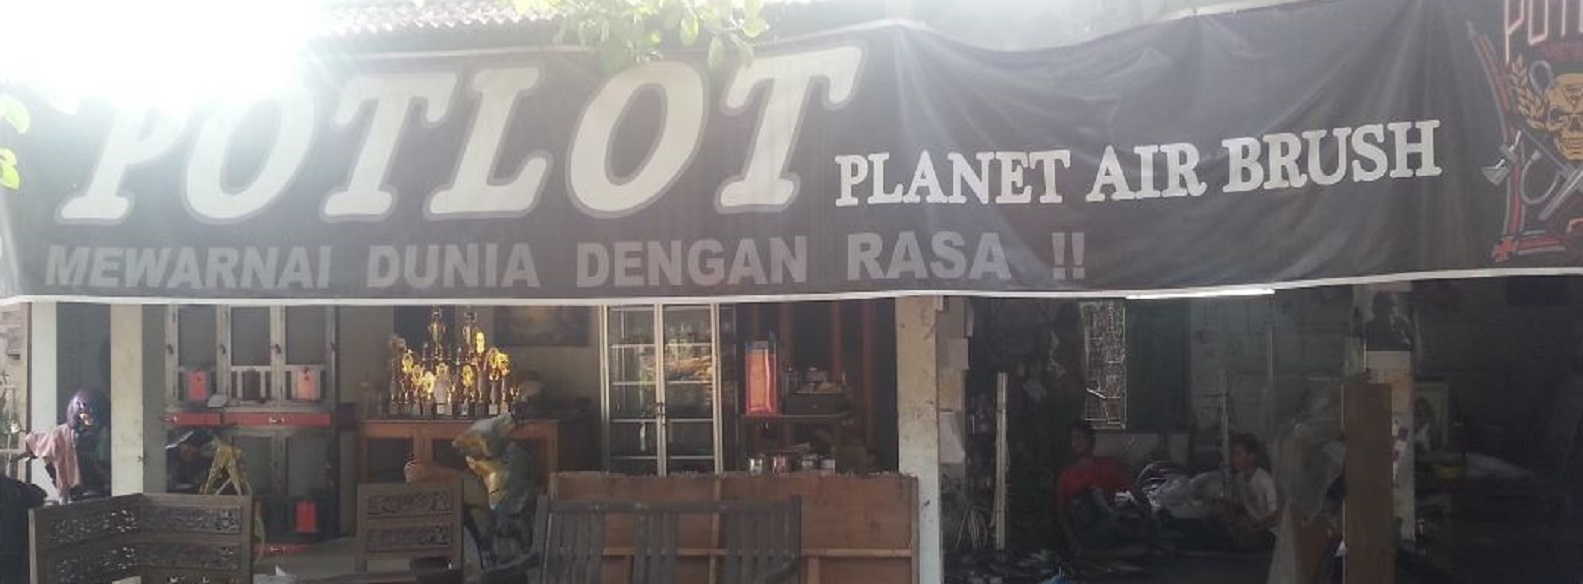 POTLOT
PLANET AIR BRUSH
MEWARNAI DUNIA DENGAN RASA !!